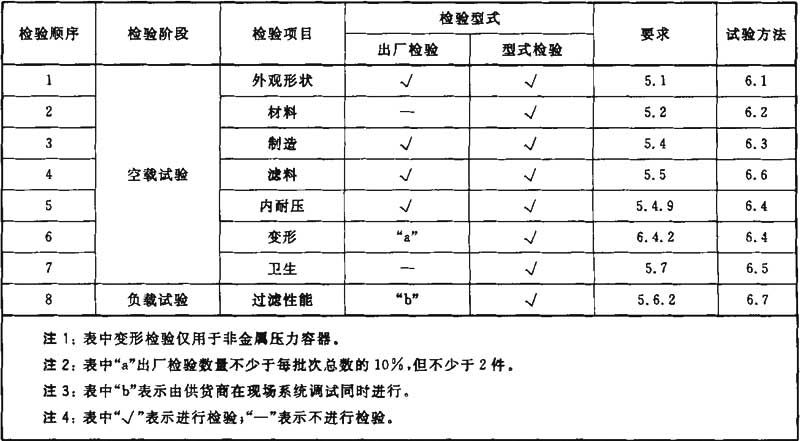 检验顺序 检验阶段 检验项目 检验型式 要求 试验方法
出厂检验 型式检验
1 空载试验 外观形状 √ √ 5.1 6.1
2 材料 — √ 5.2 6.2
3 制造 √ √ 5.4 6.3
4 滤料 √ √ 5.5 6.6
5 内耐压 √ √ 5.4.9 6.4
6 变形 “a” √ 6.4.2 6.4
7 卫生 — √ 5.7 6.5
8 负载试验 过滤性能 “b” √ 5.6.2 6.7
注1：表中变形检验仅用于非金属压力容器。
注2：表中“a”出厂检验数量不少于每批次总数的10%，但不少于2件。
注3：表中“b”表示由供货商在现场系统调试同时进行。
注4：表中“√”表示进行检验；“—”表示不进行检验。